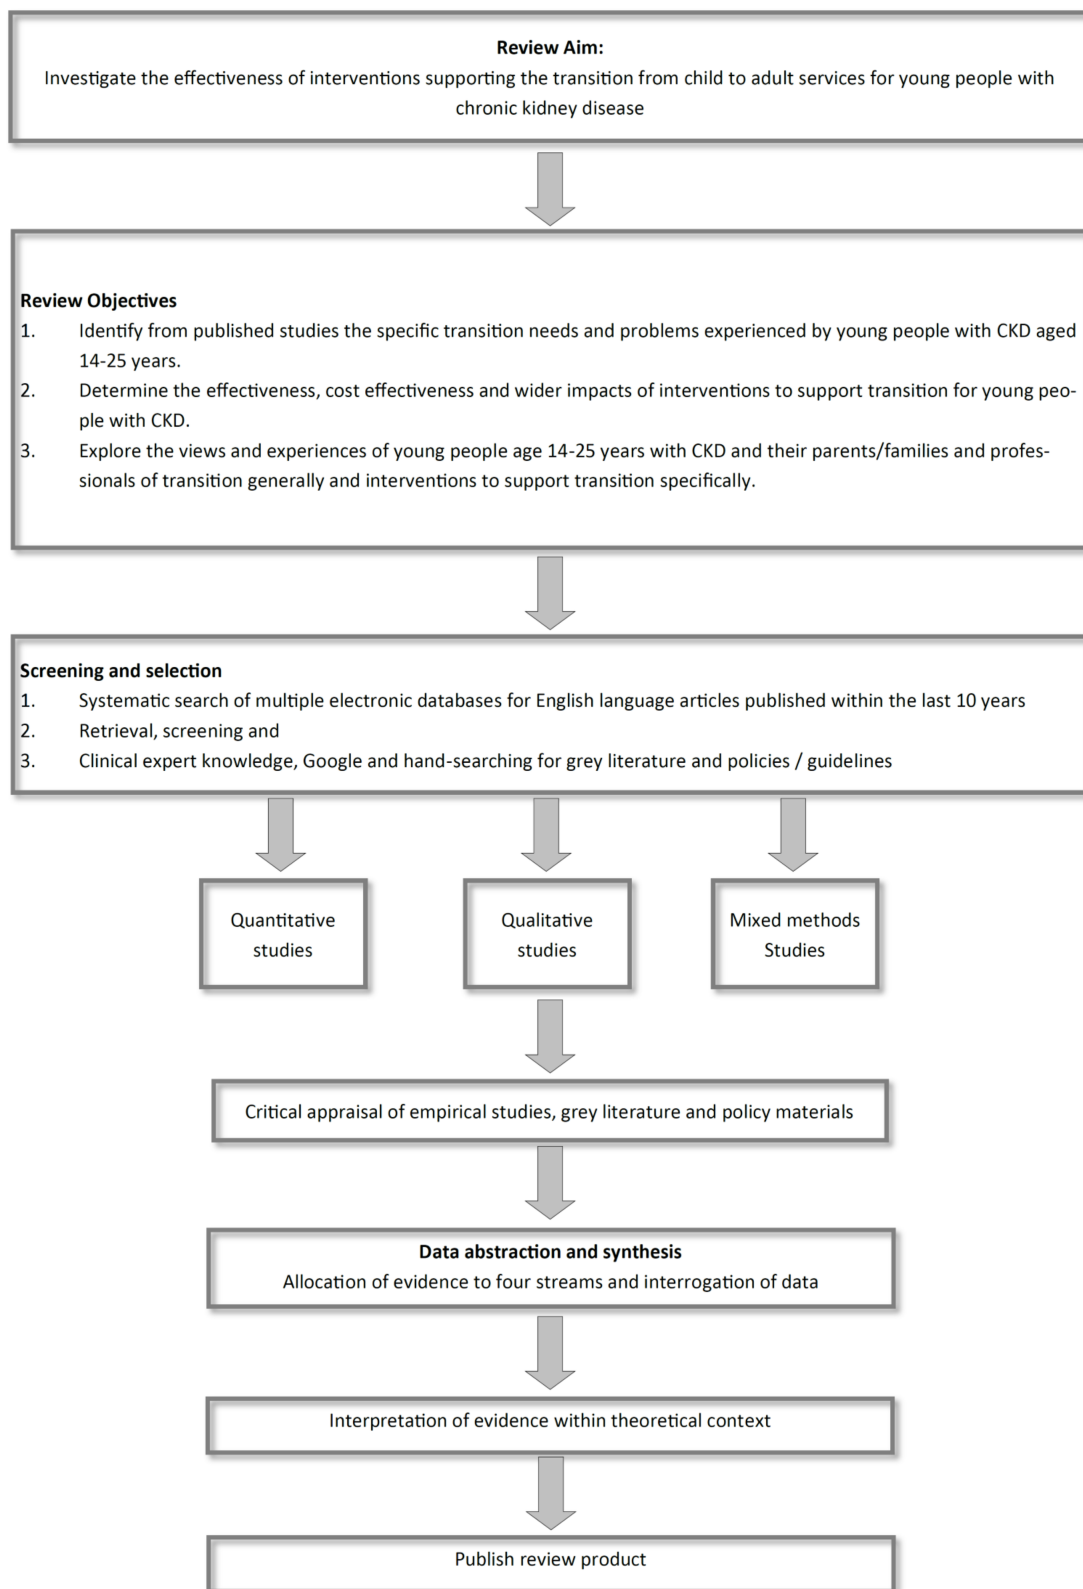 Review Aim:
Investigate the effectiveness of interventions supporting the transition from child to adult services for young people with
chronic kidney disease
Review Objectives
1. Identify from published studies the specific transition needs and problems experienced by young people with CKD aged
14-25 years.
2. Determine the effectiveness, cost effectiveness and wider impacts of interventions to support transition for young peo-
ple with CKD.
3. Explore the views and experiences of young people age 14-25 years with CKD and their parents/families and profes-
sionals of transition generally and interventions to support transition specifically.
Screening and selection
1. Systematic search of multiple electronic databases for English language articles published within the last 10 years
2. Retrieval, screening and
3. Clinical expert knowledge, Google and hand-searching for grey literature and policies / guidelines
Quantitative
studies
Qualitative
studies
Mixed methods
Studies
Critical appraisal of empirical studies, grey literature and policy materials
Data abstraction and synthesis
Allocation of evidence to four streams and interrogation of data
Interpretation of evidence within theoretical context
Publish review product